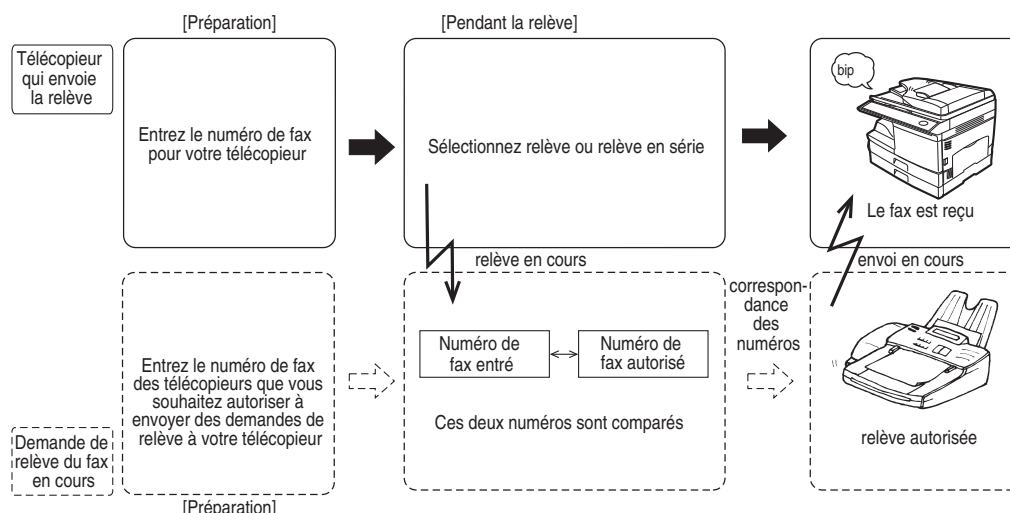 [Préparation]
[Pendant la relève]
Télécopieur
qui envoie
la relève
Entrez le numéro de fax
pour votre télécopieur
Sélectionnez relève ou relève en série
bip
Le fax est reçu
relève en cours
envoi en cours
correspon-
dance
des
numéros
Demande de
relève du fax
en cours
Entrez le numéro de fax
des télécopieurs que vous
souhaitez autoriser à
envoyer des demandes de
relève à votre télécopieur
Numéro de
fax entré
Numéro de
fax autorisé
Ces deux numéros sont comparés
relève autorisée
[Préparation]